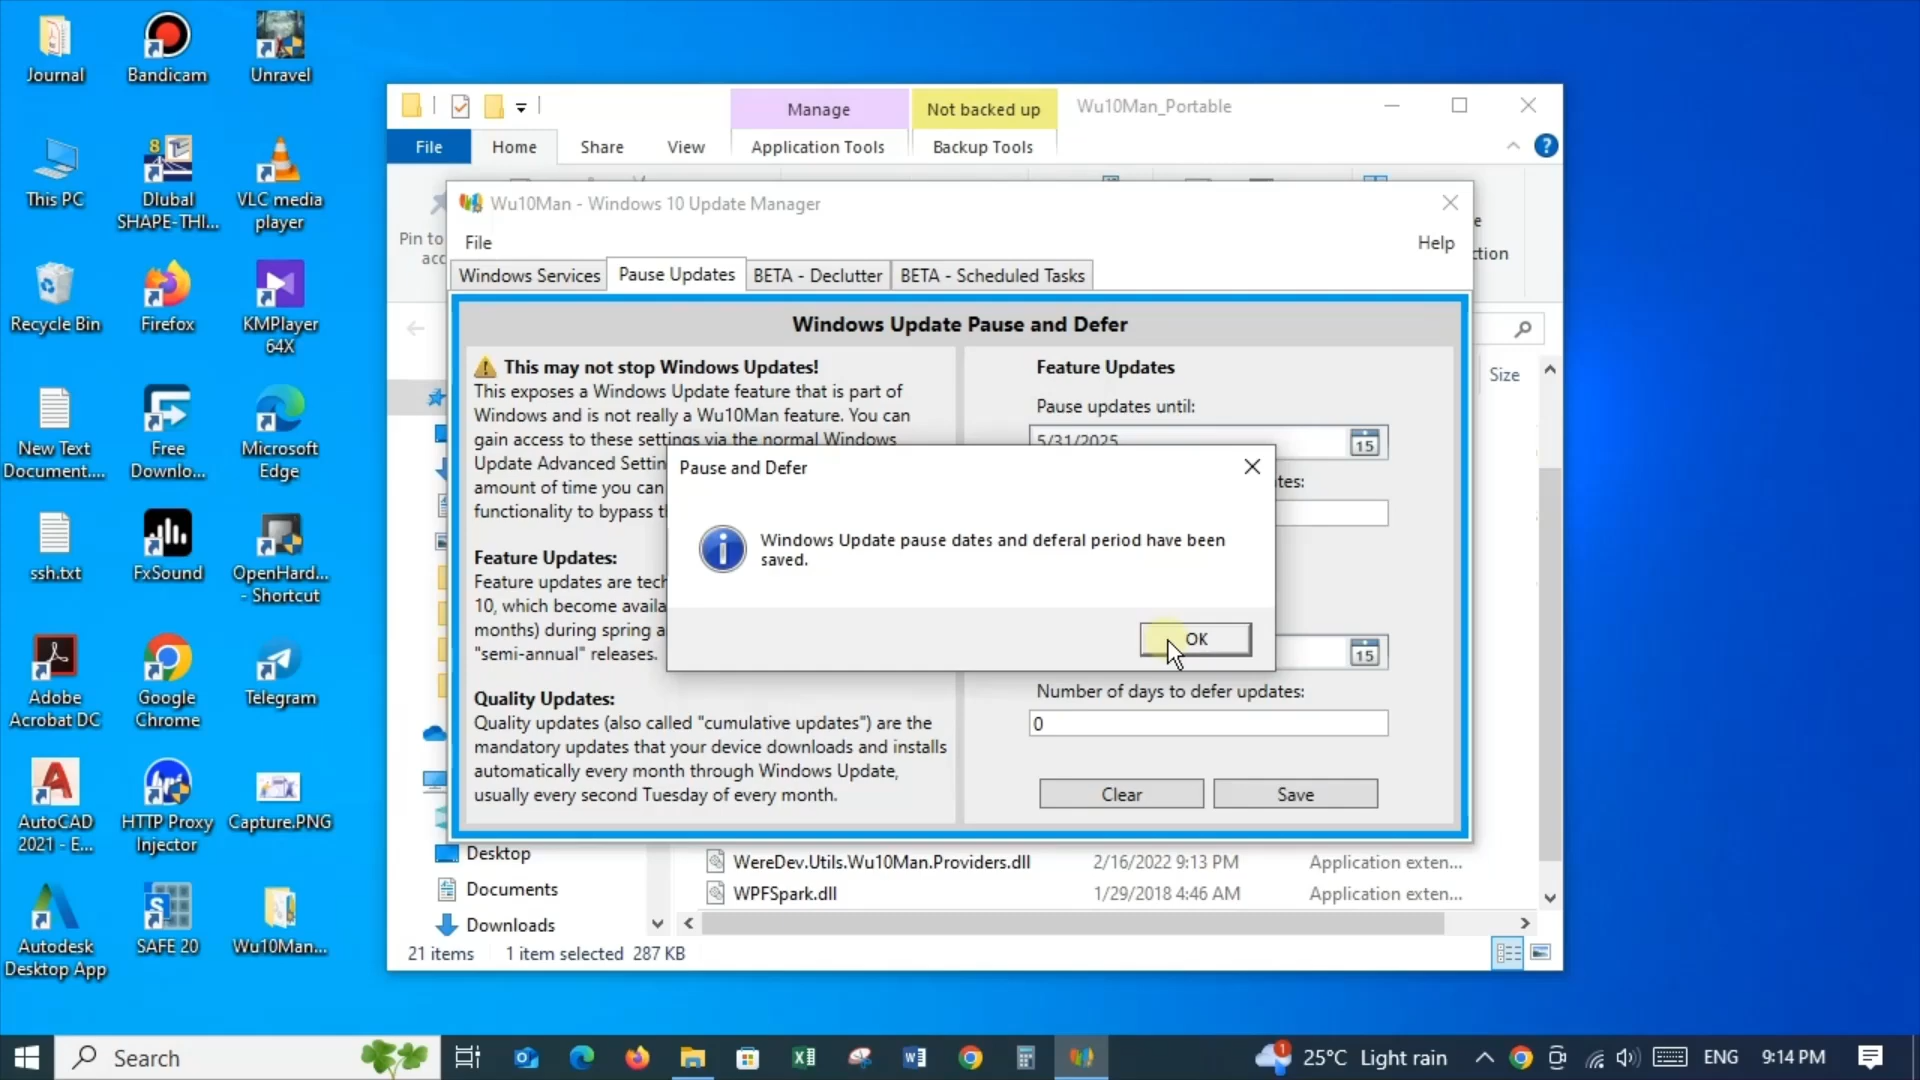 Journal
Bandicam
Unravel
This PC
Dlubal
SHAPE-THI...
VLC media
player
Recycle Bin
Firefox
KMPlayer
64X
New Text
Document....
Free
Downlo...
Microsoft
Edge
ssh.txt
FxSound
OpenHard...
- Shortcut
Adobe
Acrobat DC
Google
Chrome
Telegram
AutoCAD
2021 - E...
HTTP Proxy
Injector
Capture.PNG
Autodesk
Desktop App
SAFE 20
Wu10Man...
Manage
Not backed up
Wu10Man_Portable
File
Home
Share
View
Application Tools
Backup Tools
Pin to
Wu10Man - Windows 10 Update Manager
File
Help
Windows Services
Pause Updates
BETA - Declutter
BETA - Scheduled Tasks
Windows Update Pause and Defer
This may not stop Windows Updates!
This exposes a Windows Update feature that is part of
Windows and is not really a Wu10Man feature. You can
gain access to these settings via the normal Windows
Update Advanced Settin
amount of time you can
functionality to bypass t
Feature Updates:
Feature updates are tech
10, which become availa
months) during spring a
"semi-annual" releases.
Quality Updates:
Quality updates (also called "cumulative updates") are the
mandatory updates that your device downloads and installs
automatically every month through Windows Update,
usually every second Tuesday of every month.
Feature Updates
Pause updates until:
5/31/2025
15
tes:
15
Number of days to defer updates:
0
Clear
Save
Pause and Defer
Windows Update pause dates and deferal period have been
saved.
OK
ction
Size
Desktop
Documents
Downloads
WereDev.Utils.Wu10Man.Providers.dll
2/16/2022 9:13 PM
Application exten...
WPFSpark.dll
1/29/2018 4:46 AM
Application exten...
21 items
1 item selected 287 KB
Search
1
25°C Light rain
ENG
9:14 PM